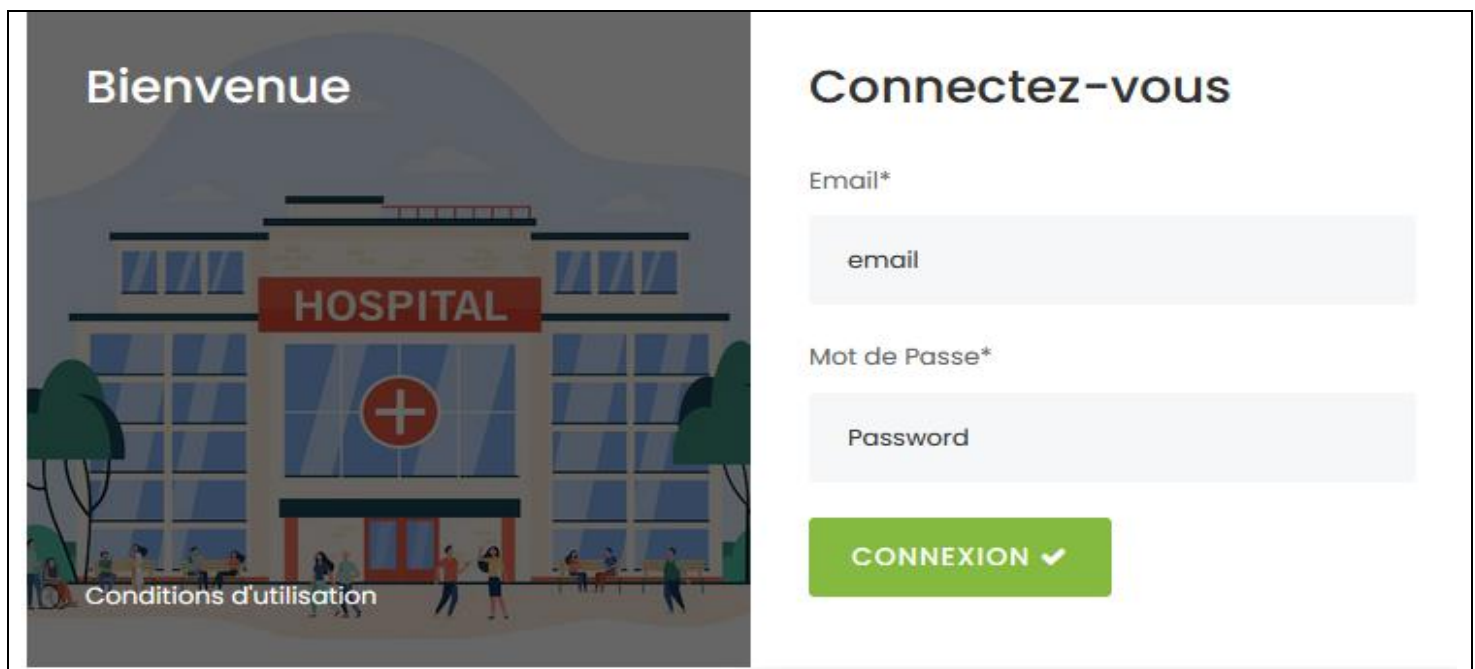 Bienvenue
HOSPITAL
Conditions d'utilisation
Connectez-vous
Email*
email
Mot de Passe*
Password
CONNEXION